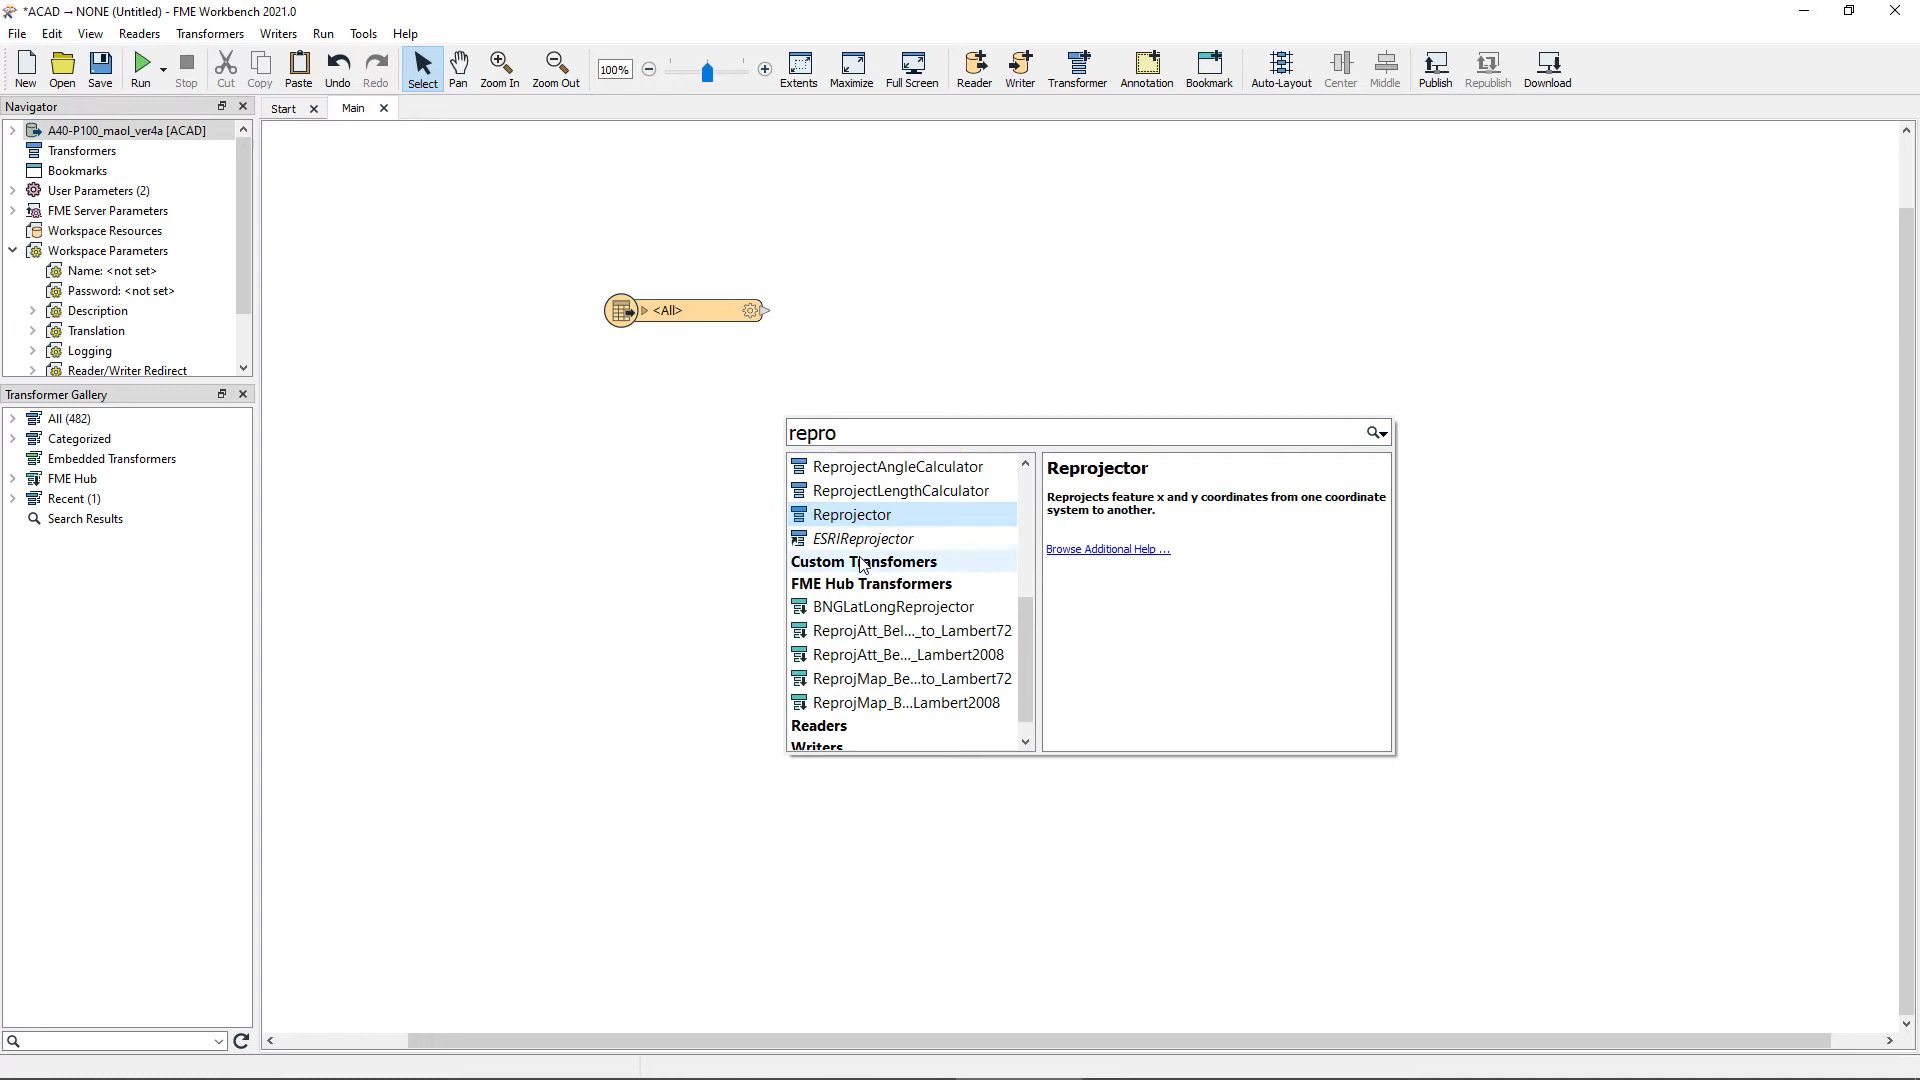 *ACAD → NONE (Untitled) - FME Workbench 2021.0
File Edit View Readers Transformers Writers Run Tools Help
New Open Save Run Stop Cut Copy Paste Undo Redo Select Pan Zoom In Zoom Out 100% Extents Maximize Full Screen Reader Writer Transformer Annotation Bookmark Auto-Layout Center Middle Publish Republish Download
Navigator
Start Main
A40-P100_maol_ver4a [ACAD]
Transformers
Bookmarks
User Parameters (2)
FME Server Parameters
Workspace Resources
Workspace Parameters
Name: <not set>
Password: <not set>
Description
Translation
Logging
Reader/Writer Redirect
Transformer Gallery
All (482)
Categorized
Embedded Transformers
FME Hub
Recent (1)
Search Results
<All>
repro
ReprojectAngleCalculator
ReprojectLengthCalculator
Reprojector
ESRIReprojector
Custom Transfomers
FME Hub Transformers
BNGLatLongReprojector
ReprojAtt_Bel..._to_Lambert72
ReprojAtt_Be..._Lambert2008
ReprojMap_Be...to_Lambert72
ReprojMap_B...Lambert2008
Readers
Writers
Reprojector
Reprojects feature x and y coordinates from one coordinate
system to another.
Browse Additional Help ...